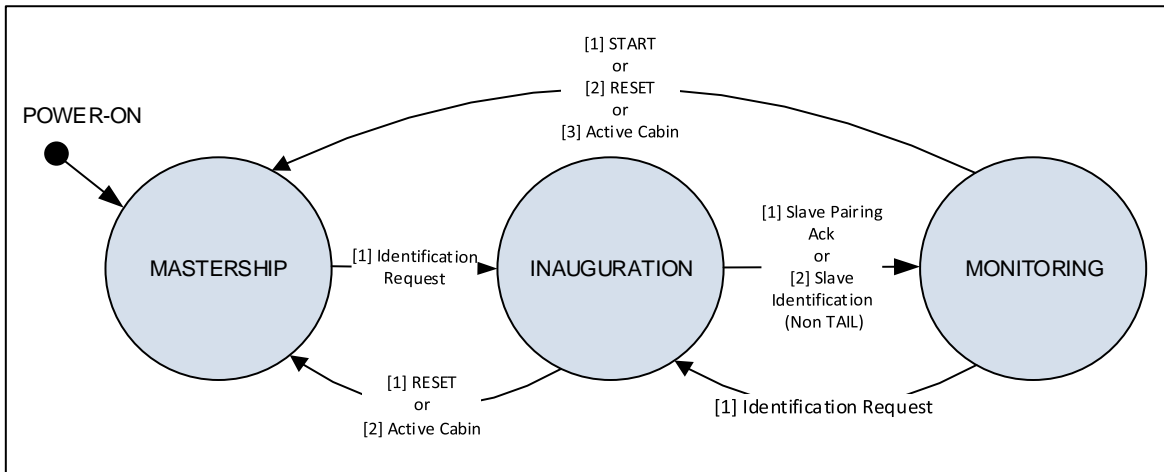 [1] START
or
[2] RESET
or
[3] Active Cabin
POWER-ON
MASTERSHIP
[1] Identification
Request
INAUGURATION
[1] Slave Pairing
Ack
or
[2] Slave
Identification
(Non TAIL)
MONITORING
[1] RESET
or
[2] Active Cabin
[1] Identification Request